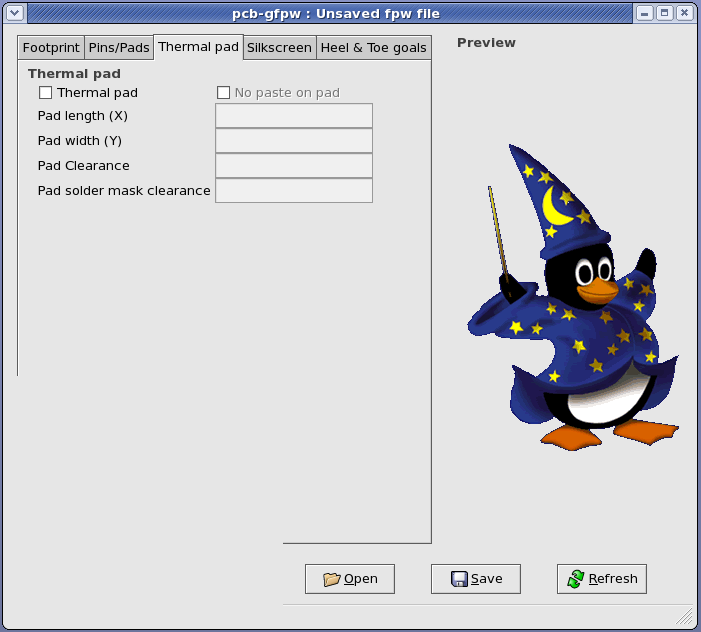 pcb-gfpw : Unsaved fpw file
Footprint Pins/Pads Thermal pad Silkscreen Heel & Toe goals
Preview
Thermal pad
Thermal pad No paste on pad
Pad length (X)
Pad width (Y)
Pad Clearance
Pad solder mask clearance
Open Save Refresh